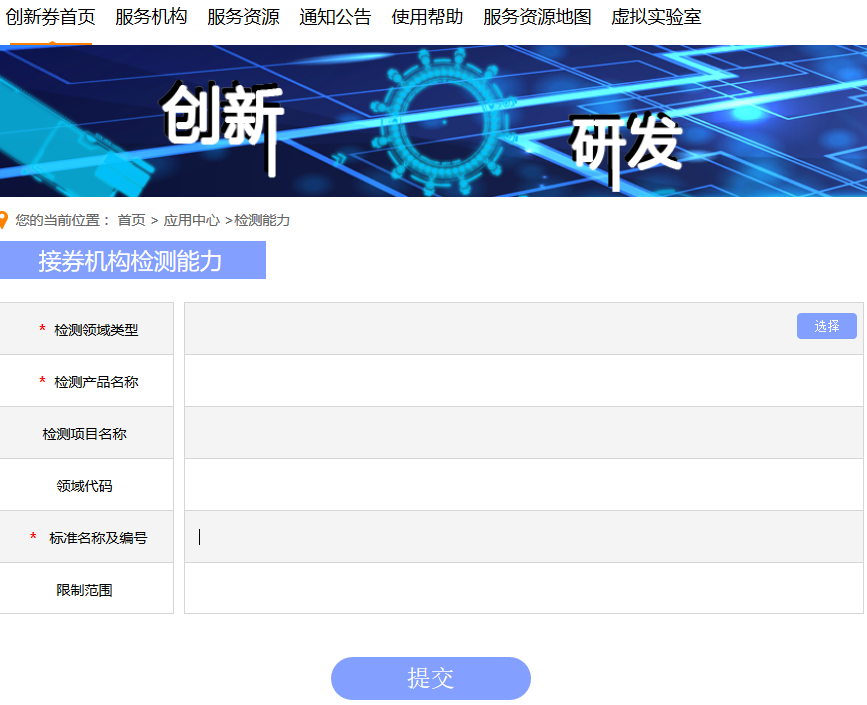 创新券首页 服务机构 服务资源 通知公告 使用帮助 服务资源地图 虚拟实验室
创新
研发
您的当前位置： 首页 > 应用中心 >检测能力
接券机构检测能力
* 检测领域类型
选择
* 检测产品名称
检测项目名称
领域代码
* 标准名称及编号
限制范围
提交